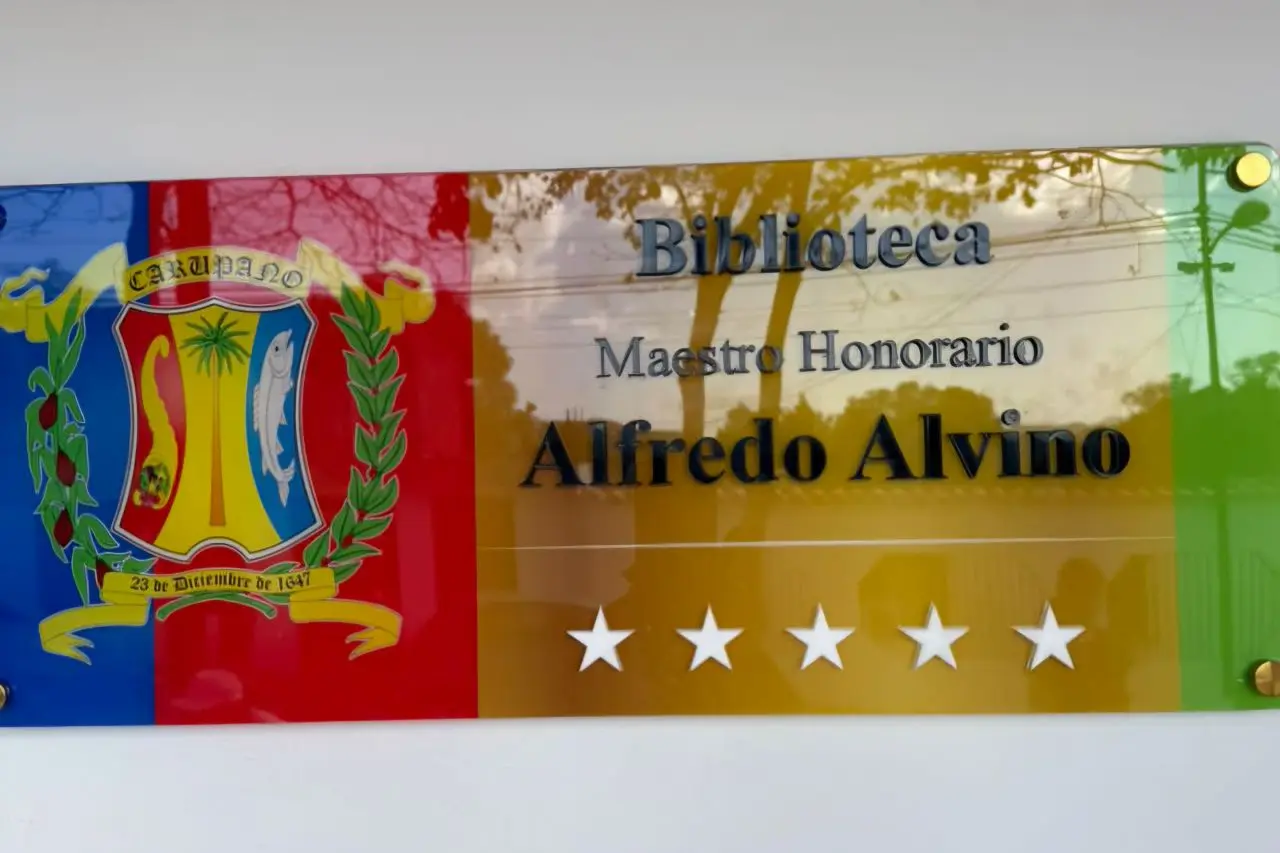 CARUPANO
23 de Diciembre de 1647
Biblioteca
Maestro Honorario
Alfredo Alvino